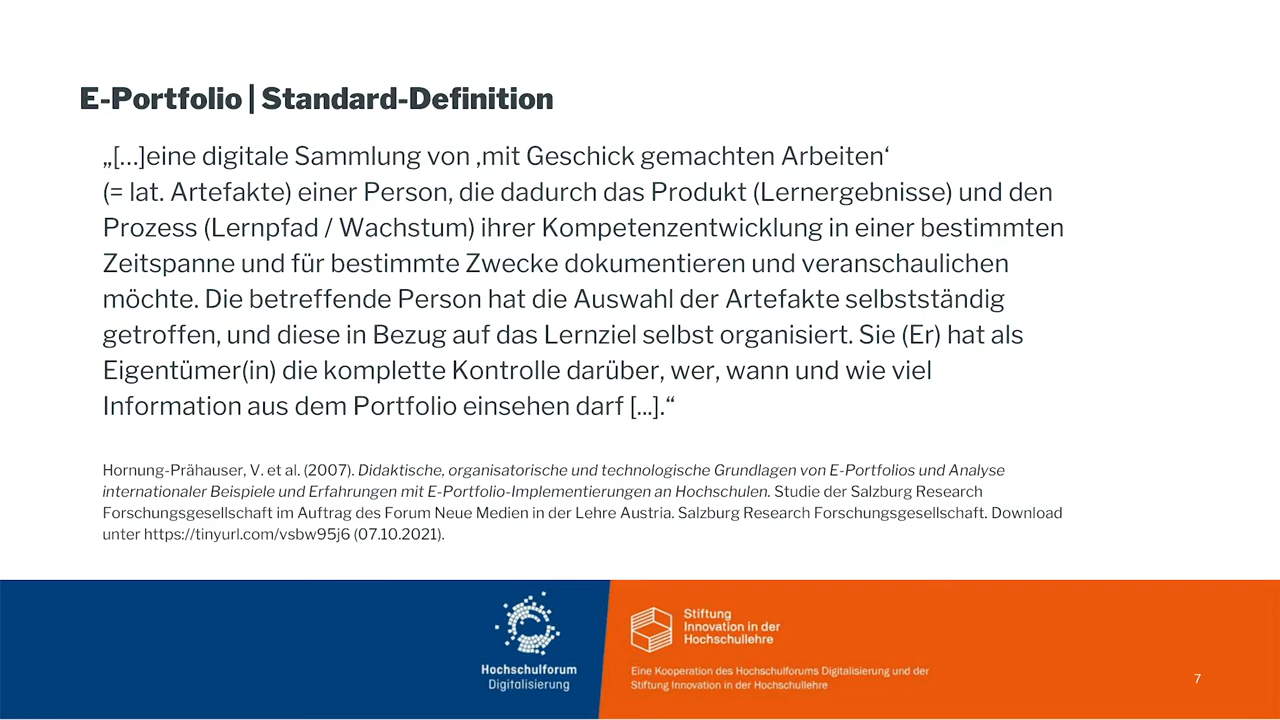 E-Portfolio | Standard-Definition
„[…]eine digitale Sammlung von ‚mit Geschick gemachten Arbeiten‘
(= lat. Artefakte) einer Person, die dadurch das Produkt (Lernergebnisse) und den
Prozess (Lernpfad / Wachstum) ihrer Kompetenzentwicklung in einer bestimmten
Zeitspanne und für bestimmte Zwecke dokumentieren und veranschaulichen
möchte. Die betreffende Person hat die Auswahl der Artefakte selbstständig
getroffen, und diese in Bezug auf das Lernziel selbst organisiert. Sie (Er) hat als
Eigentümer(in) die komplette Kontrolle darüber, wer, wann und wie viel
Information aus dem Portfolio einsehen darf [...].“
Hornung-Prähauser, V. et al. (2007). Didaktische, organisatorische und technologische Grundlagen von E-Portfolios und Analyse
internationaler Beispiele und Erfahrungen mit E-Portfolio-Implementierungen an Hochschulen. Studie der Salzburg Research
Forschungsgesellschaft im Auftrag des Forum Neue Medien in der Lehre Austria. Salzburg Research Forschungsgesellschaft. Download
unter https://tinyurl.com/vsbw95j6 (07.10.2021).
Hochschulforum
Digitalisierung
Stiftung
Innovation in der
Hochschullehre
Eine Kooperation des Hochschulforums Digitalisierung und der
Stiftung Innovation in der Hochschullehre
7